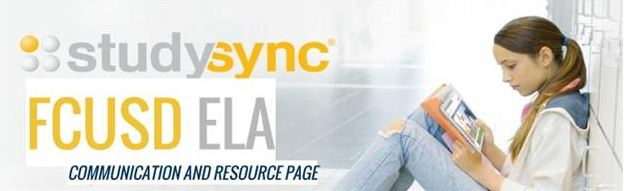 studysync®
FCUSD ELA
COMMUNICATION AND RESOURCE PAGE